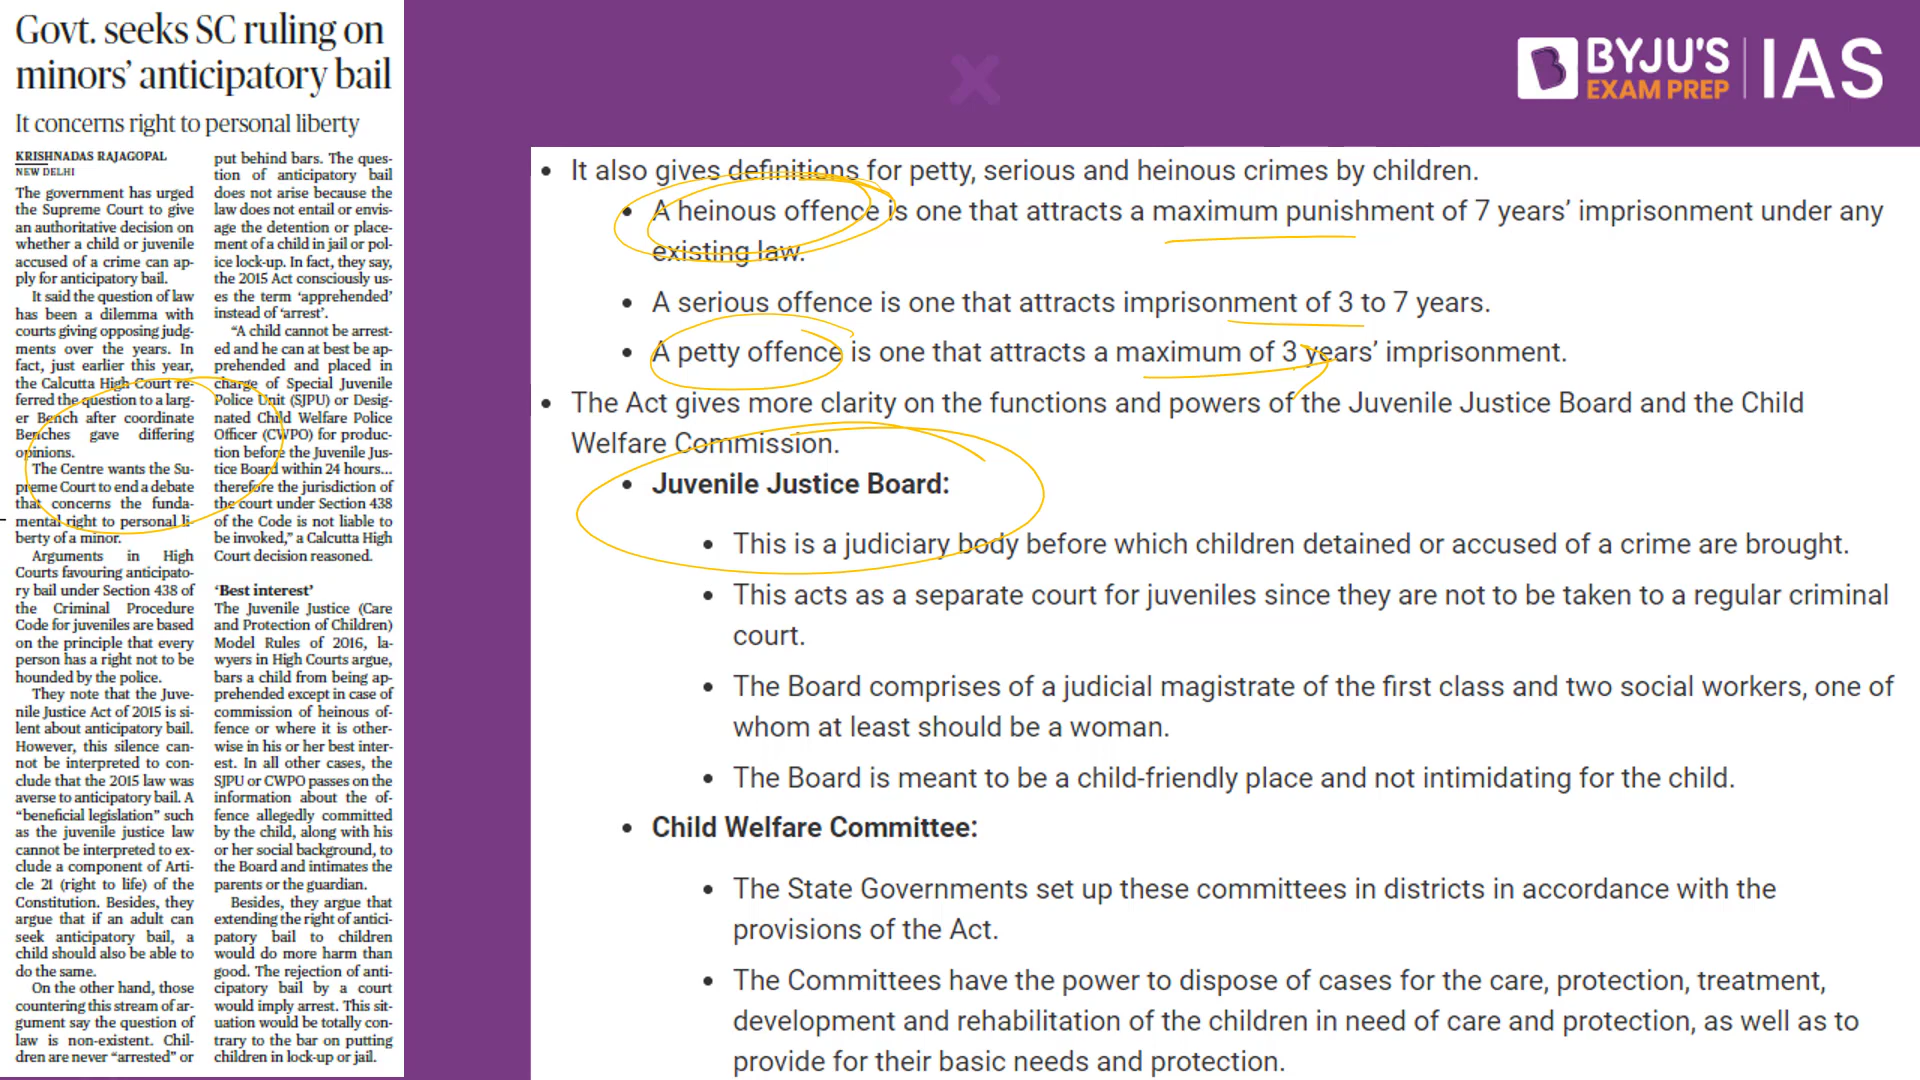 Govt. seeks SC ruling on
minors' anticipatory bail
It concerns right to personal liberty
KRISHNADAS RAJAGOPAL
NEW DELHI
The government has urged
the Supreme Court to give
an authoritative decision on
whether a child or juvenile
accused of a crime can ap-
ply for anticipatory bail.
It said the question of law
has been a dilemma with
courts giving opposing judg-
ments over the years. In
fact, just earlier this year,
the Calcutta High Court re-
ferred the question to a larg-
er Bench after coordinate
Benches gave differing
opinions.
The Centre wants the Su-
preme Court to end a debate
that concerns the funda-
mental right to personal li-
berty of a minor.
Arguments in High
Courts favouring anticipato-
ry bail under Section 438 of
the Criminal Procedure
Code for juveniles are based
on the principle that every
person has a right not to be
hounded by the police.
They note that the Juve-
nile Justice Act of 2015 is si-
lent about anticipatory bail.
However, this silence can-
not be interpreted to con-
clude that the 2015 law was
averse to anticipatory bail. A
“beneficial legislation” such
as the juvenile justice law
cannot be interpreted to ex-
clude a component of Arti-
cle 21 (right to life) of the
Constitution. Besides, they
argue that if an adult can
seek anticipatory bail, a
child should also be able to
do the same.
On the other hand, those
countering this stream of ar-
gument say the question of
law is non-existent. Chil-
dren are never “arrested” or
put behind bars. The ques-
tion of anticipatory bail
does not arise because the
law does not entail or envis-
age the detention or place-
ment of a child in jail or pol-
ice lock-up. In fact, they say,
the 2015 Act consciously us-
es the term ‘apprehended’
instead of ‘arrest’.
“A child cannot be arrest-
ed and he can at best be ap-
prehended and placed in
charge of Special Juvenile
Police Unit (SJPU) or Desig-
nated Child Welfare Police
Officer (CWPO) for produc-
tion before the Juvenile Jus-
tice Board within 24 hours...
therefore the jurisdiction of
the court under Section 438
of the Code is not liable to
be invoked,” a Calcutta High
Court decision reasoned.
‘Best interest’
The Juvenile Justice (Care
and Protection of Children)
Model Rules of 2016, la-
wyers in High Courts argue,
bars a child from being ap-
prehended except in case of
commission of heinous of-
fence or where it is other-
wise in his or her best inter-
est. In all other cases, the
SJPU or CWPO passes on the
information about the of-
fence allegedly committed
by the child, along with his
or her social background, to
the Board and intimates the
parents or the guardian.
Besides, they argue that
extending the right of antici-
patory bail to children
would do more harm than
good. The rejection of anti-
cipatory bail by a court
would imply arrest. This sit-
uation would be totally con-
trary to the bar on putting
children in lock-up or jail.
BYJU'S
EXAM PREP
IAS
• It also gives definitions for petty, serious and heinous crimes by children.
• A heinous offence is one that attracts a maximum punishment of 7 years’ imprisonment under any
existing law.
• A serious offence is one that attracts imprisonment of 3 to 7 years.
• A petty offence is one that attracts a maximum of 3 years’ imprisonment.
• The Act gives more clarity on the functions and powers of the Juvenile Justice Board and the Child
Welfare Commission.
• Juvenile Justice Board:
• This is a judiciary body before which children detained or accused of a crime are brought.
• This acts as a separate court for juveniles since they are not to be taken to a regular criminal
court.
• The Board comprises of a judicial magistrate of the first class and two social workers, one of
whom at least should be a woman.
• The Board is meant to be a child-friendly place and not intimidating for the child.
• Child Welfare Committee:
• The State Governments set up these committees in districts in accordance with the
provisions of the Act.
• The Committees have the power to dispose of cases for the care, protection, treatment,
development and rehabilitation of the children in need of care and protection, as well as to
provide for their basic needs and protection.